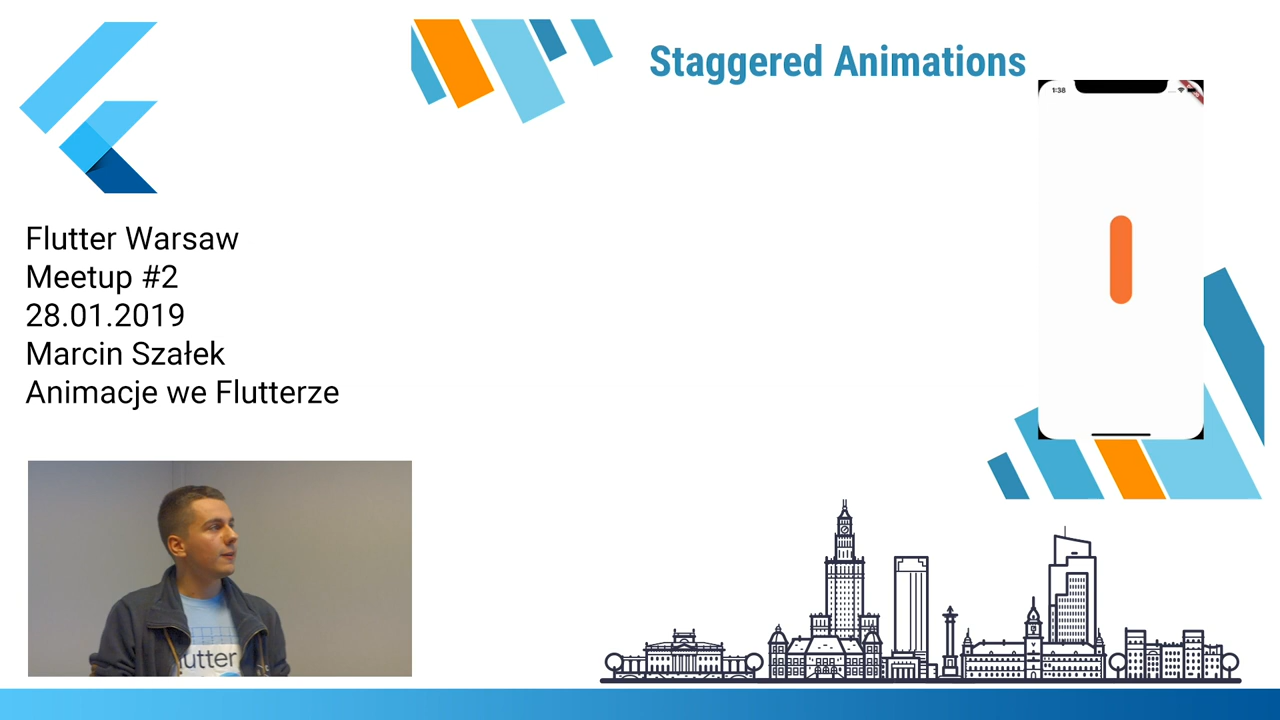 Staggered Animations
1:38
Flutter Warsaw
Meetup #2
28.01.2019
Marcin Szałek
Animacje we Flutterze
lutter